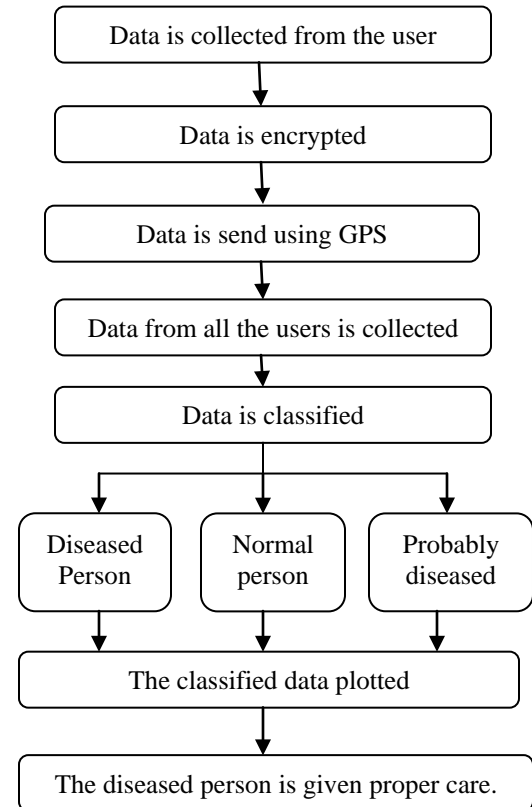 Data is collected from the user
Data is encrypted
Data is send using GPS
Data from all the users is collected
Data is classified
Diseased
Person
Normal
person
Probably
diseased
The classified data plotted
The diseased person is given proper care.